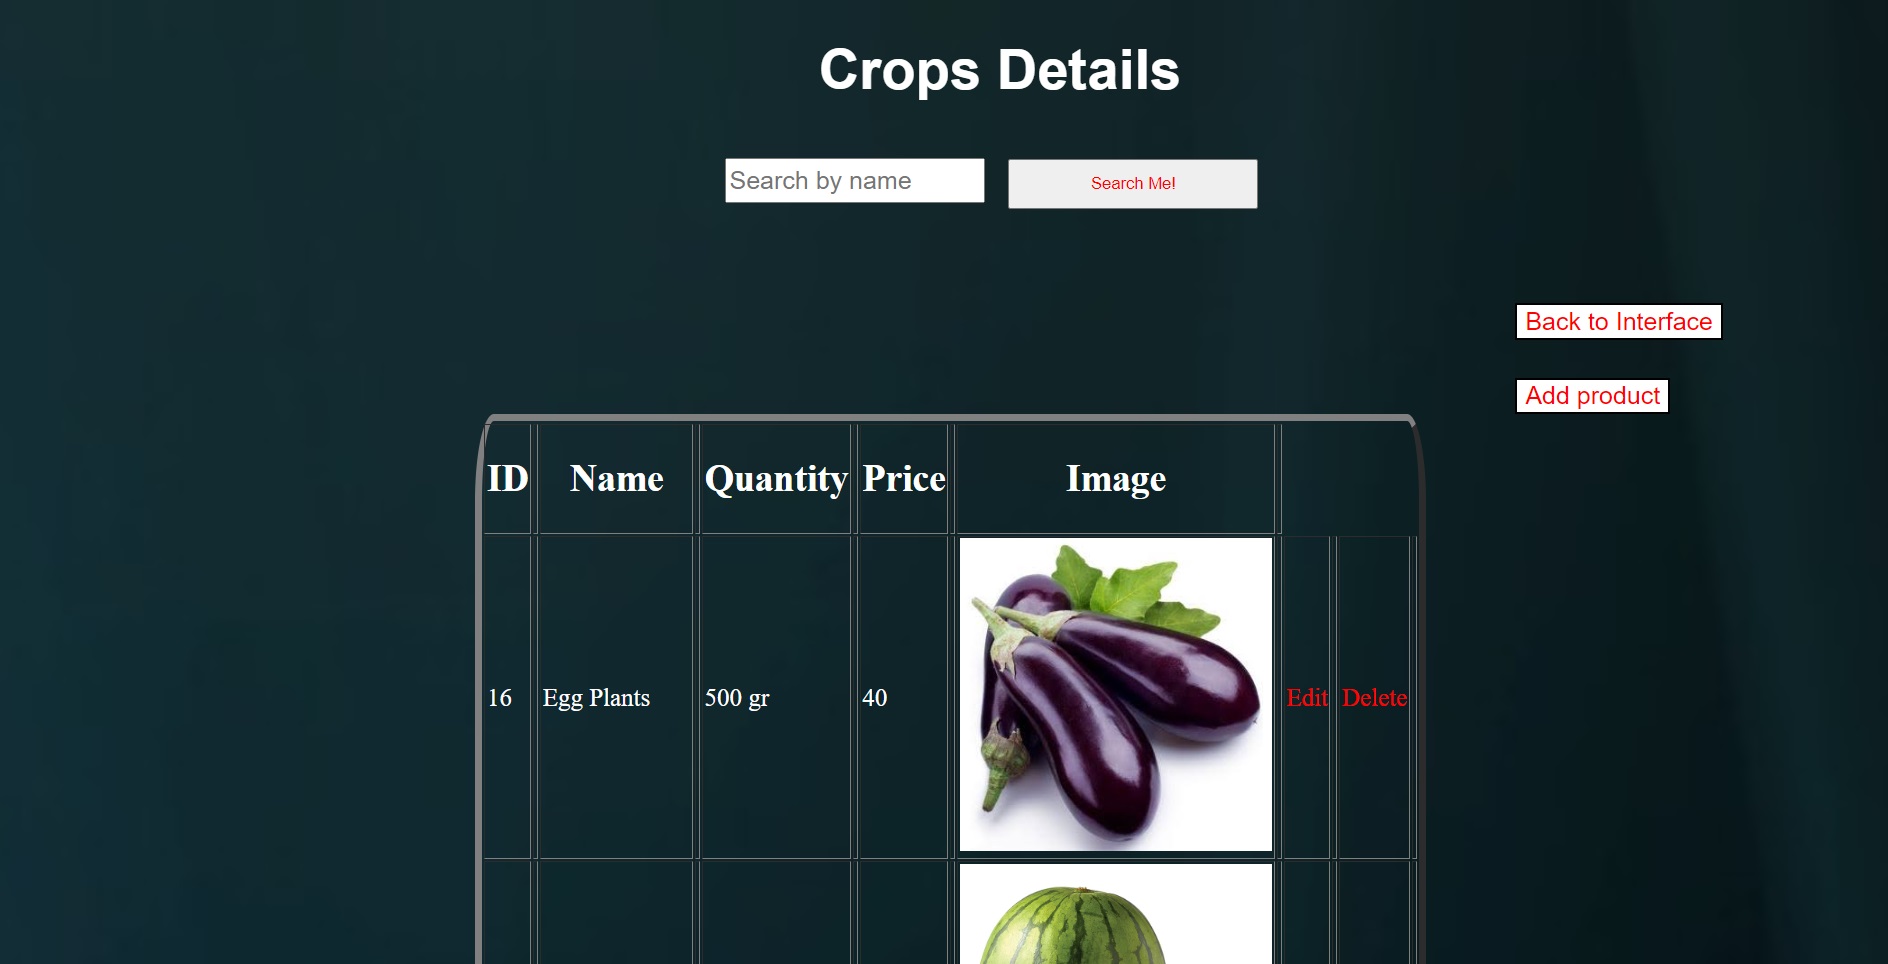 Crops Details
Search by name
Search Me!
Back to Interface
Add product
ID Name Quantity Price Image
16 Egg Plants 500 gr 40 Edit Delete